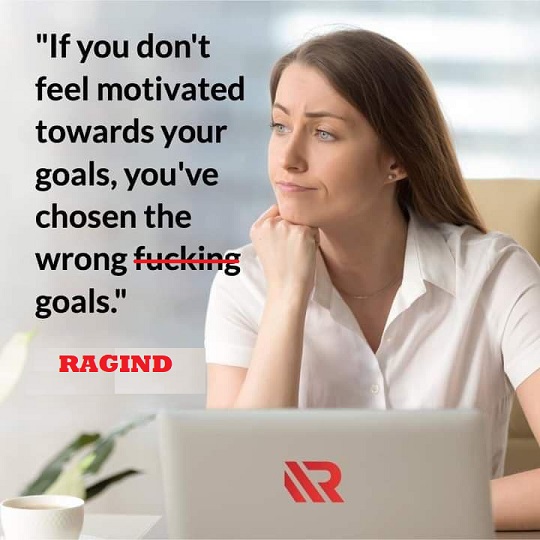 "If you don't
feel motivated
towards your
goals, you've
chosen the
wrong fucking
goals."
RAGIND
R